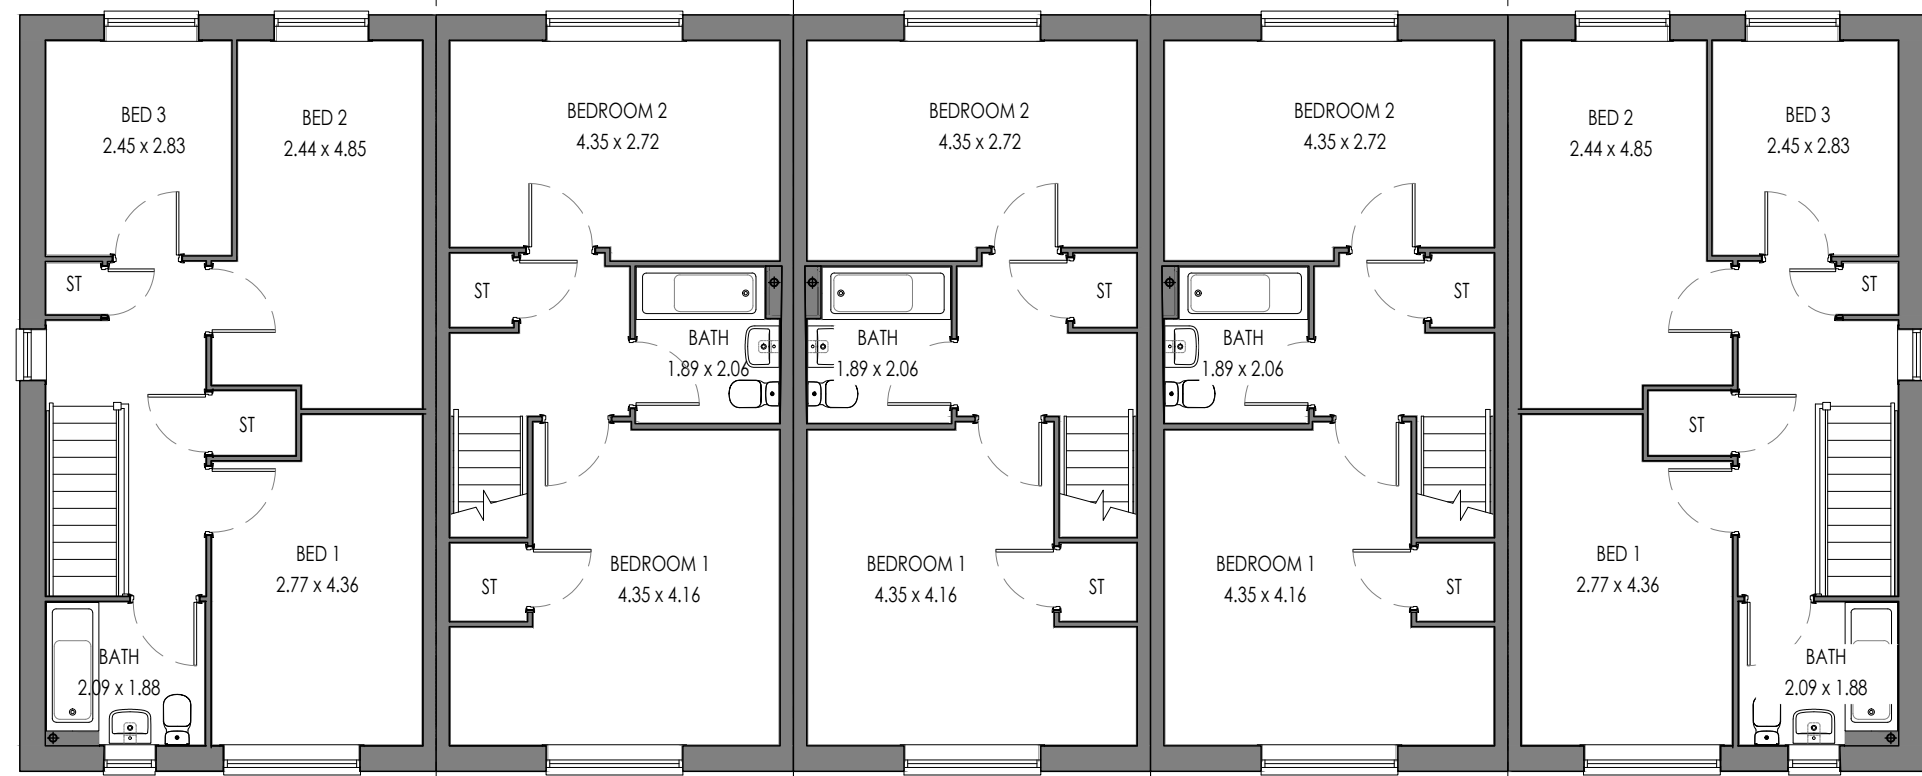 BED 3
2.45 x 2.83
BED 2
2.44 x 4.85
ST
ST
BED 1
2.77 x 4.36
BATH
2.09 x 1.88
BEDROOM 2
4.35 x 2.72
ST
BATH
1.89 x 2.06
ST
BEDROOM 1
4.35 x 4.16
BEDROOM 2
4.35 x 2.72
BATH
1.89 x 2.06
ST
BEDROOM 1
4.35 x 4.16
ST
BEDROOM 2
4.35 x 2.72
BATH
1.89 x 2.06
ST
BEDROOM 1
4.35 x 4.16
ST
BED 2
2.44 x 4.85
BED 3
2.45 x 2.83
ST
ST
BED 1
2.77 x 4.36
BATH
2.09 x 1.88